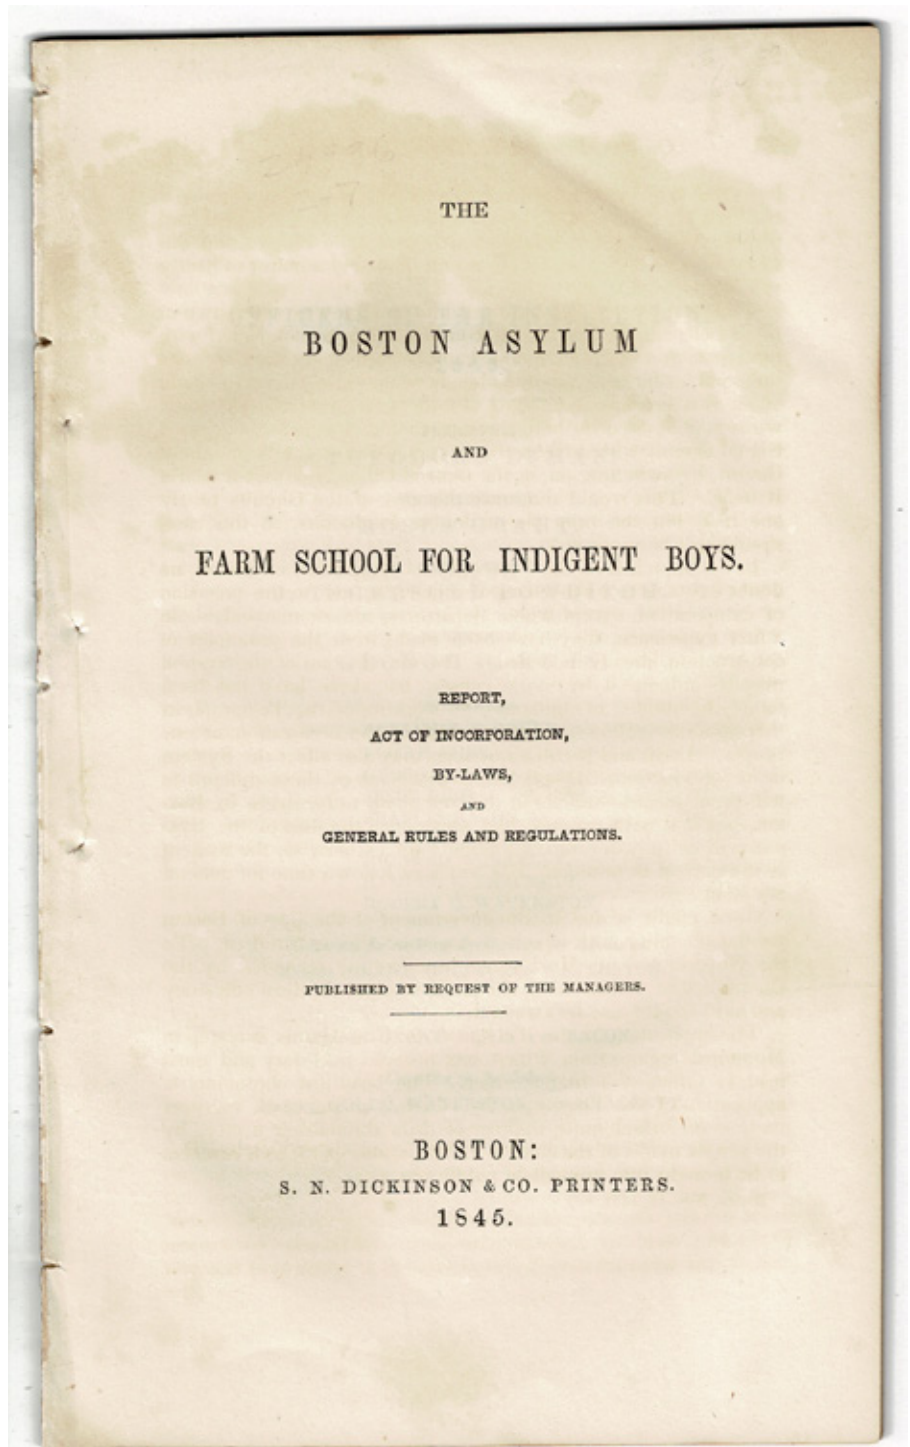 THE
BOSTON ASYLUM
AND
FARM SCHOOL FOR INDIGENT BOYS.
REPORT,
ACT OF INCORPORATION,
BY-LAWS,
AND
GENERAL RULES AND REGULATIONS.
PUBLISHED BY REQUEST OF THE MANAGERS.
BOSTON:
S. N. DICKINSON & CO. PRINTERS.
1845.